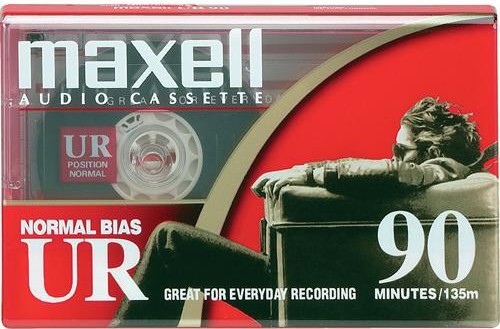 maxell
AUDIO CASSETTE
UR
POSITION
NORMAL
NORMAL BIAS
UR
GREAT FOR EVERYDAY RECORDING
90
MINUTES/135m